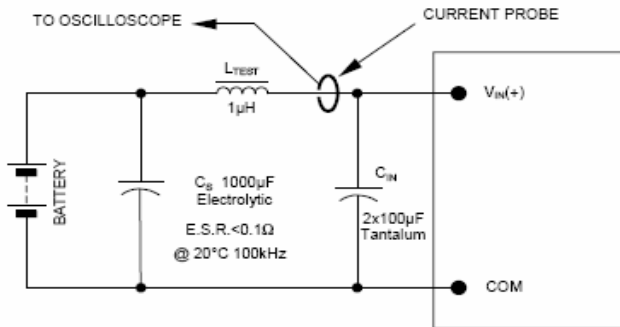 TO OSCILLOSCOPE
CURRENT PROBE
LTEST
1µH
VIN(+)
BATTERY
CS 1000µF
Electrolytic
E.S.R.<0.1Ω
@ 20°C 100kHz
CIN
2x100µF
Tantalum
COM